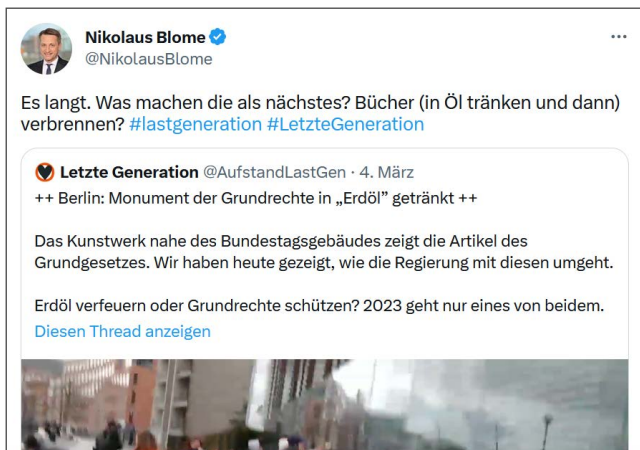 Nikolaus Blome
@NikolausBlome
Es langt. Was machen die als nächstes? Bücher (in Öl tränken und dann)
verbrennen? #lastgeneration #LetzteGeneration
Letzte Generation @AufstandLastGen · 4. März
++ Berlin: Monument der Grundrechte in „Erdöl” getränkt ++
Das Kunstwerk nahe des Bundestagsgebäudes zeigt die Artikel des
Grundgesetzes. Wir haben heute gezeigt, wie die Regierung mit diesen umgeht.
Erdöl verfeuern oder Grundrechte schützen? 2023 geht nur eines von beidem.
Diesen Thread anzeigen